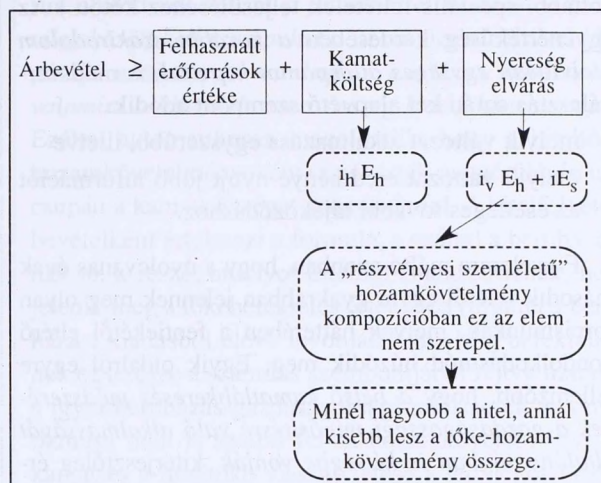 Árbevétel ≥ Felhasznált erőforrások értéke + Kamat-költség + Nyereség elvárás
i_h E_h
i_v E_h + iE_s
A „részvényesi szemléletű”
hozamkövetelmény
kompozícióban ez az elem
nem szerepel.
Minél nagyobb a hitel, annál
kisebb lesz a tőke-hozam-
követelmény összege.